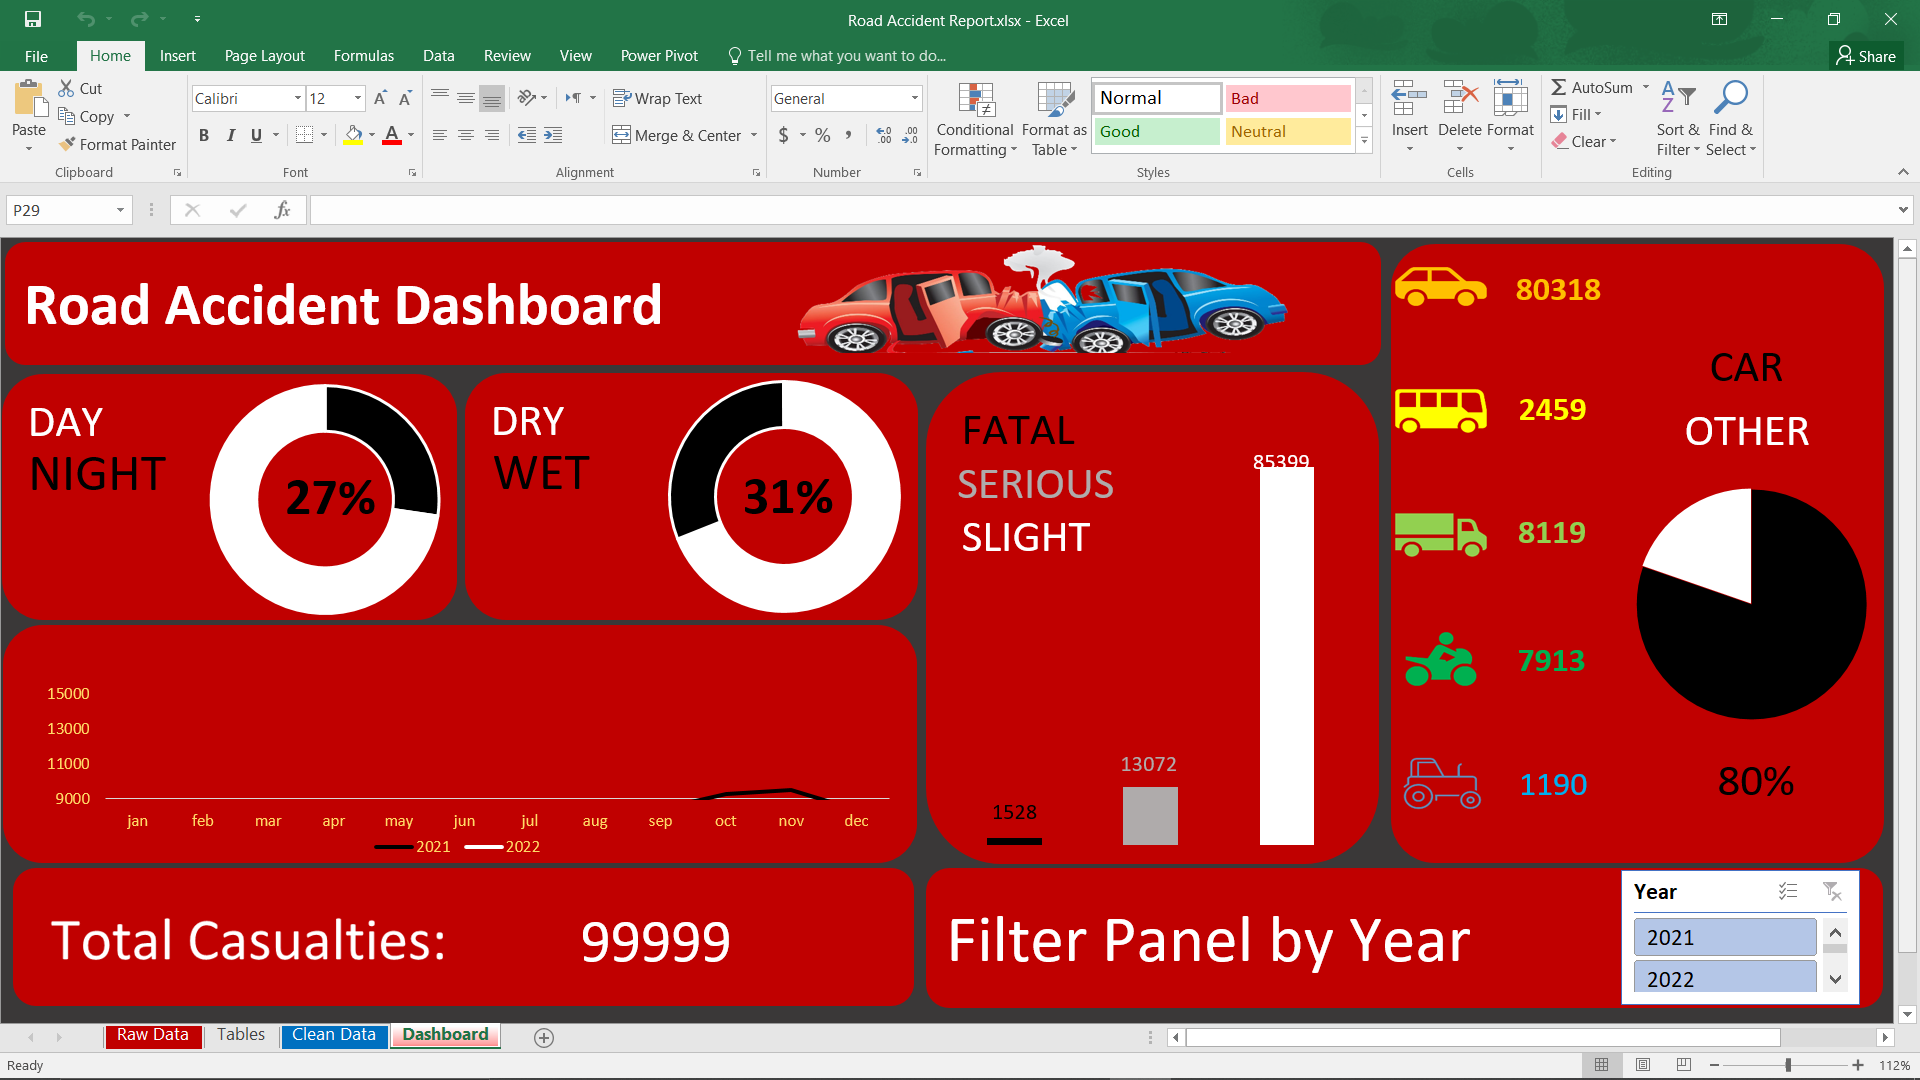 Road Accident Report.xlsx - Excel
File Home Insert Page Layout Formulas Data Review View Power Pivot Tell me what you want to do... Share
Paste
Cut
Copy
Format Painter
Clipboard
Calibri 12
B I U
Font
Wrap Text
Merge & Center
Alignment
General
$ % ,
Number
Conditional Formatting
Format as Table
Normal Bad
Good Neutral
Styles
Insert Delete Format
Cells
AutoSum
Fill
Clear
Sort & Filter
Find & Select
Editing
P29 fx
Road Accident Dashboard
DAY
NIGHT
27%
DRY
WET
31%
FATAL
SERIOUS
SLIGHT
1528
13072
85399
80318
2459
8119
7913
1190
CAR
OTHER
80%
15000
13000
11000
9000
jan feb mar apr may jun jul aug sep oct nov dec
2021 2022
Total Casualties: 99999
Filter Panel by Year
Year
2021
2022
Raw Data Tables Clean Data Dashboard
Ready 112%